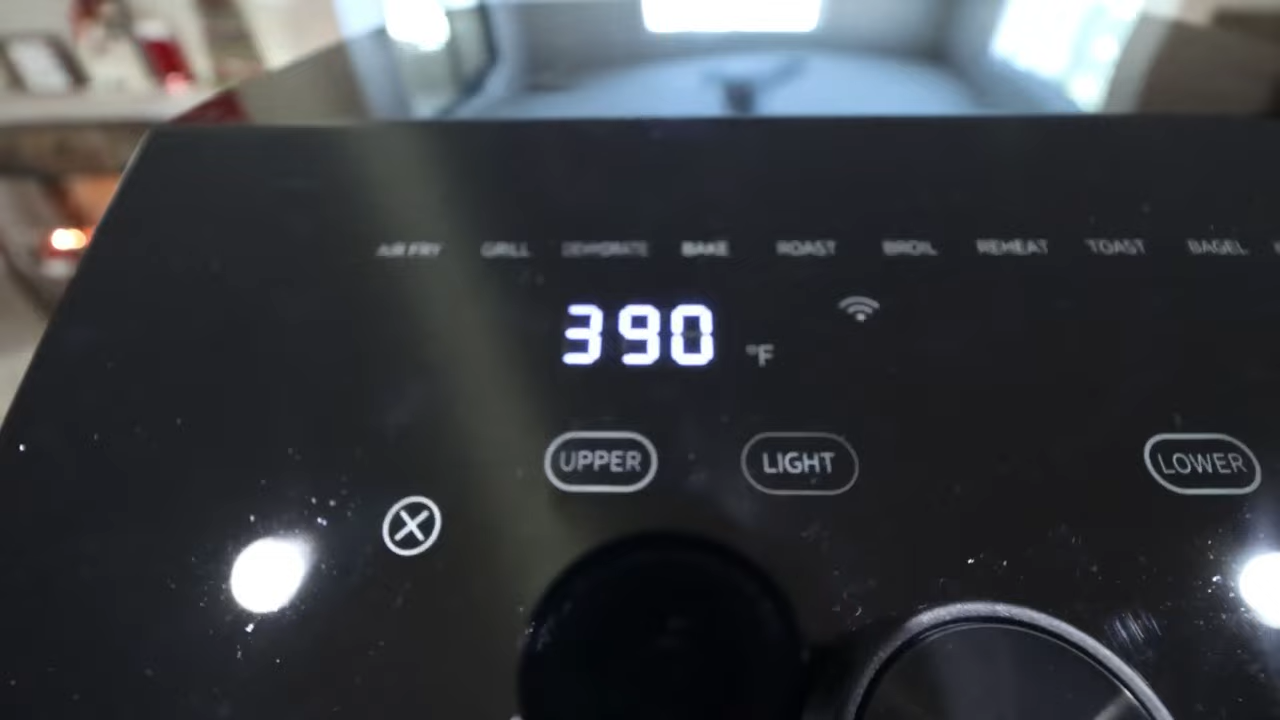 AIR FRY GRILL DEHYDRATE BAKE ROAST BROIL REHEAT TOAST BAGEL
390 °F
UPPER LIGHT LOWER